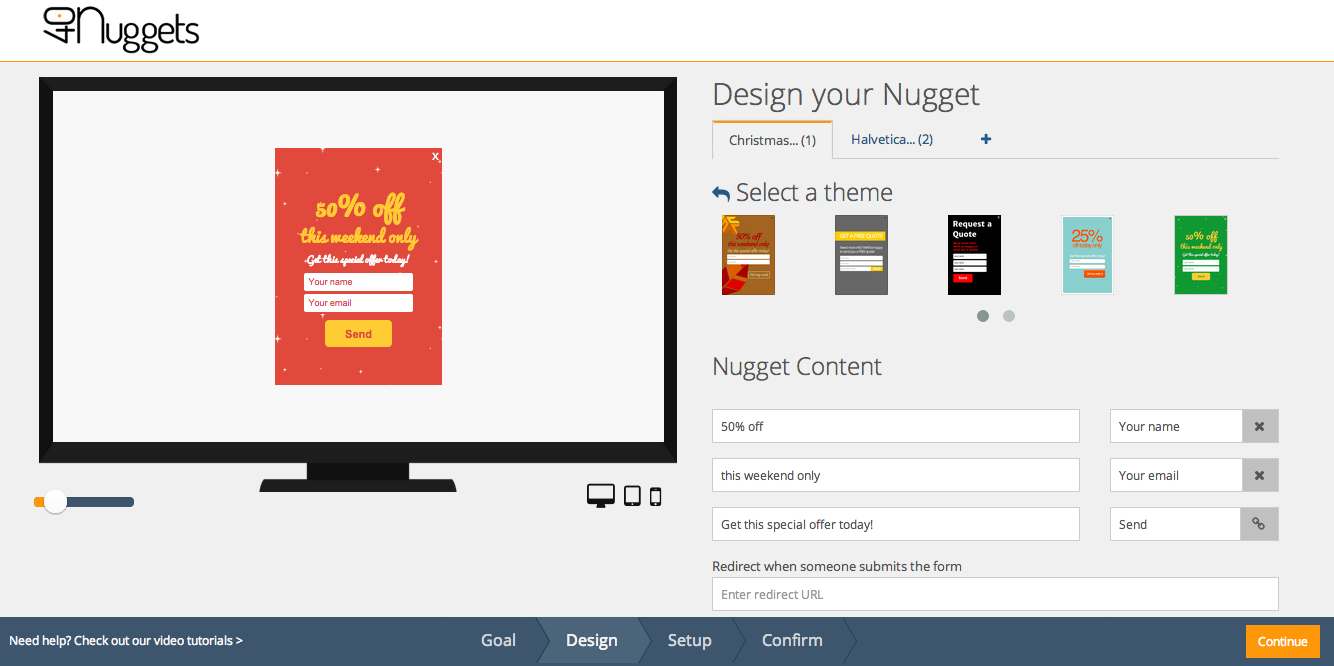 Nuggets
X
50% off
this weekend only
Get this special offer today!
Your name
Your email
Send
Design your Nugget
Christmas... (1)
Halvetica... (2)
+
Select a theme
50% off
this weekend only
GET A FREE QUOTE
Request a
Quote
25%
off today only
50% off
this weekend only
Nugget Content
50% off
Your name
this weekend only
Your email
Get this special offer today!
Send
Redirect when someone submits the form
Enter redirect URL
Need help? Check out our video tutorials >
Goal
Design
Setup
Confirm
Continue